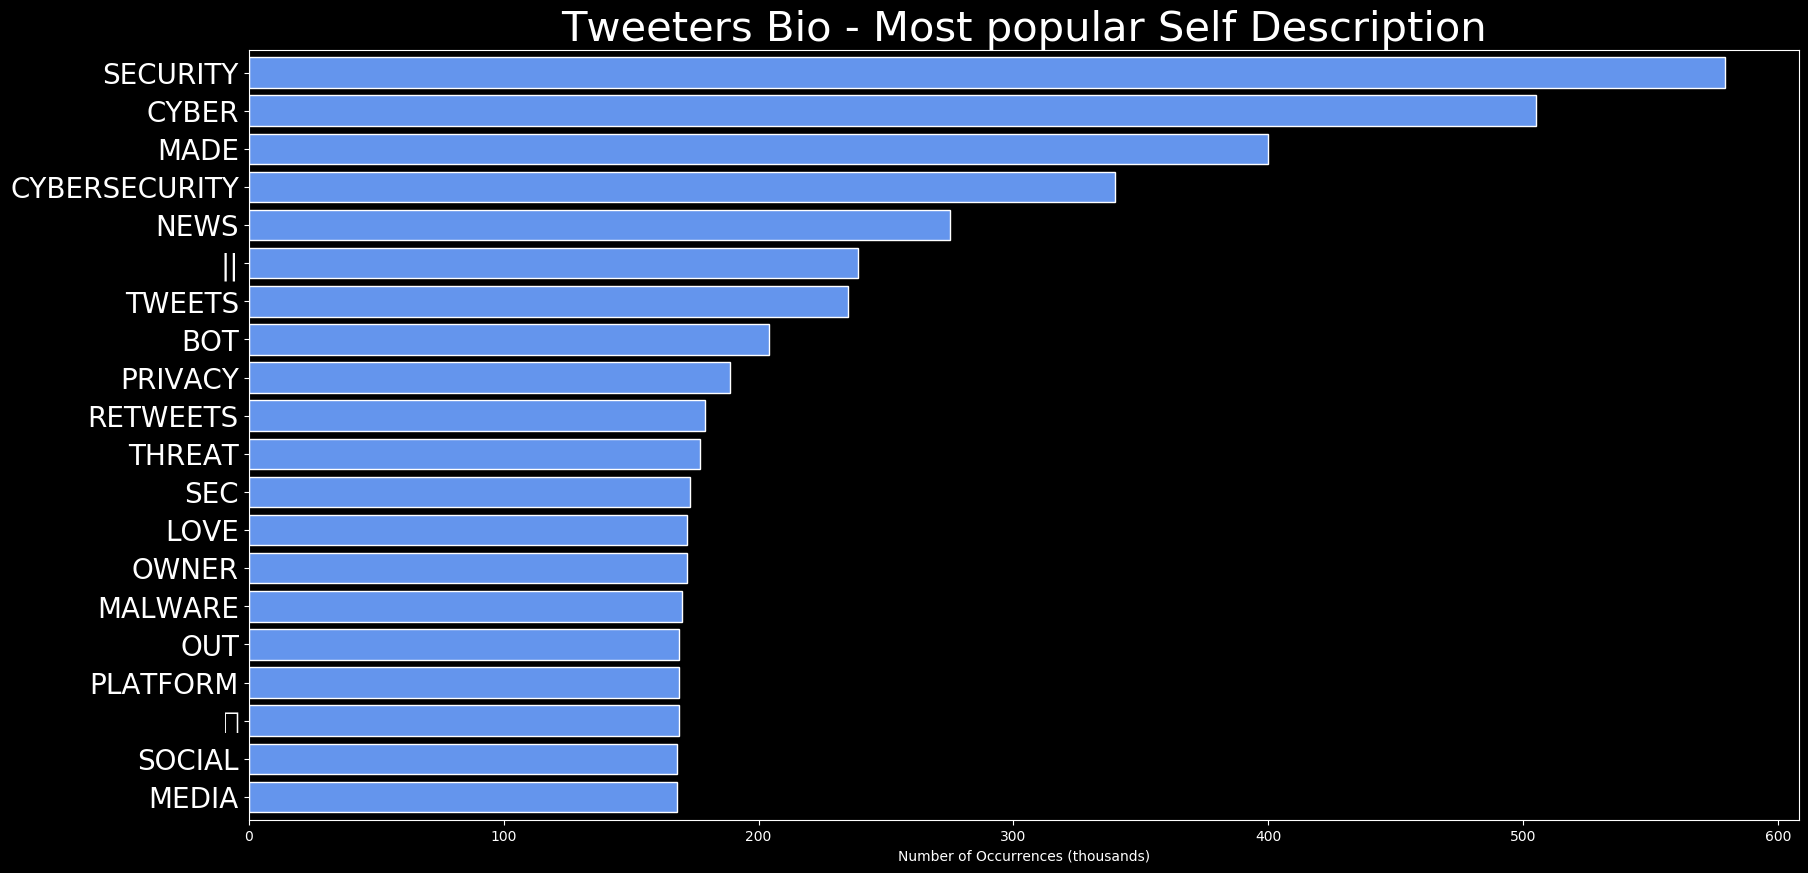 Tweeters Bio - Most popular Self Description
SECURITY
CYBER
MADE
CYBERSECURITY
NEWS
||
TWEETS
BOT
PRIVACY
RETWEETS
THREAT
SEC
LOVE
OWNER
MALWARE
OUT
PLATFORM
SOCIAL
MEDIA
0 100 200 300 400 500 600
Number of Occurrences (thousands)